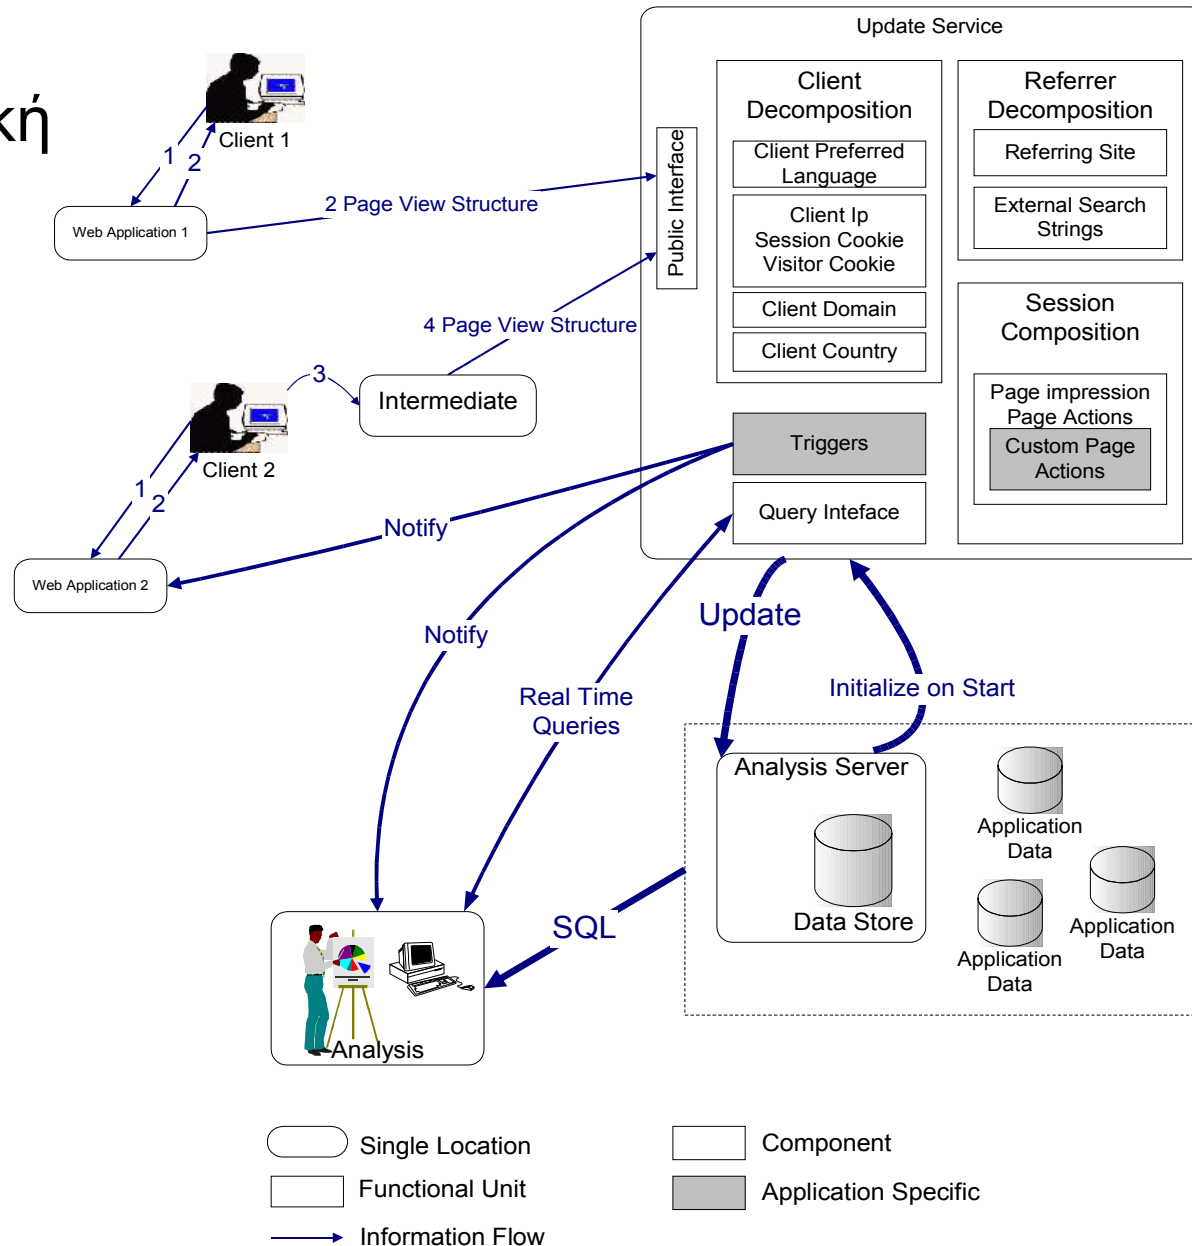 κή
Client 1
1
2
Web Application 1
2 Page View Structure
4 Page View Structure
3
Intermediate
Client 2
1
2
Web Application 2
Notify
Notify
Real Time
Queries
Update Service
Public Interface
Client
Decomposition
Client Preferred
Language
Client Ip
Session Cookie
Visitor Cookie
Client Domain
Client Country
Referrer
Decomposition
Referring Site
External Search
Strings
Session
Composition
Page impression
Page Actions
Custom Page
Actions
Triggers
Query Inteface
Update
Initialize on Start
Analysis Server
Data Store
Application
Data
Application
Data
Application
Data
SQL
Analysis
Single Location
Functional Unit
Information Flow
Component
Application Specific